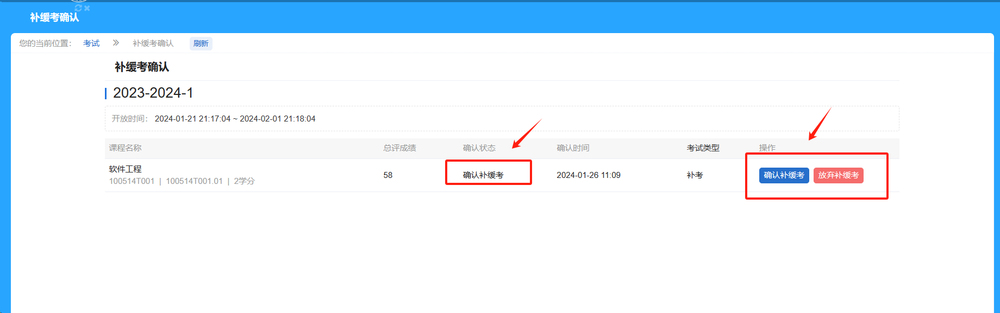 补缓考确认
您的当前位置： 考试 » 补缓考确认 刷新
补缓考确认
2023-2024-1
开放时间： 2024-01-21 21:17:04 ~ 2024-02-01 21:18:04
课程名称 总评成绩 确认状态 确认时间 考试类型 操作
软件工程
100514T001 | 100514T001.01 | 2学分
58 确认补缓考 2024-01-26 11:09 补考 确认补缓考 放弃补缓考